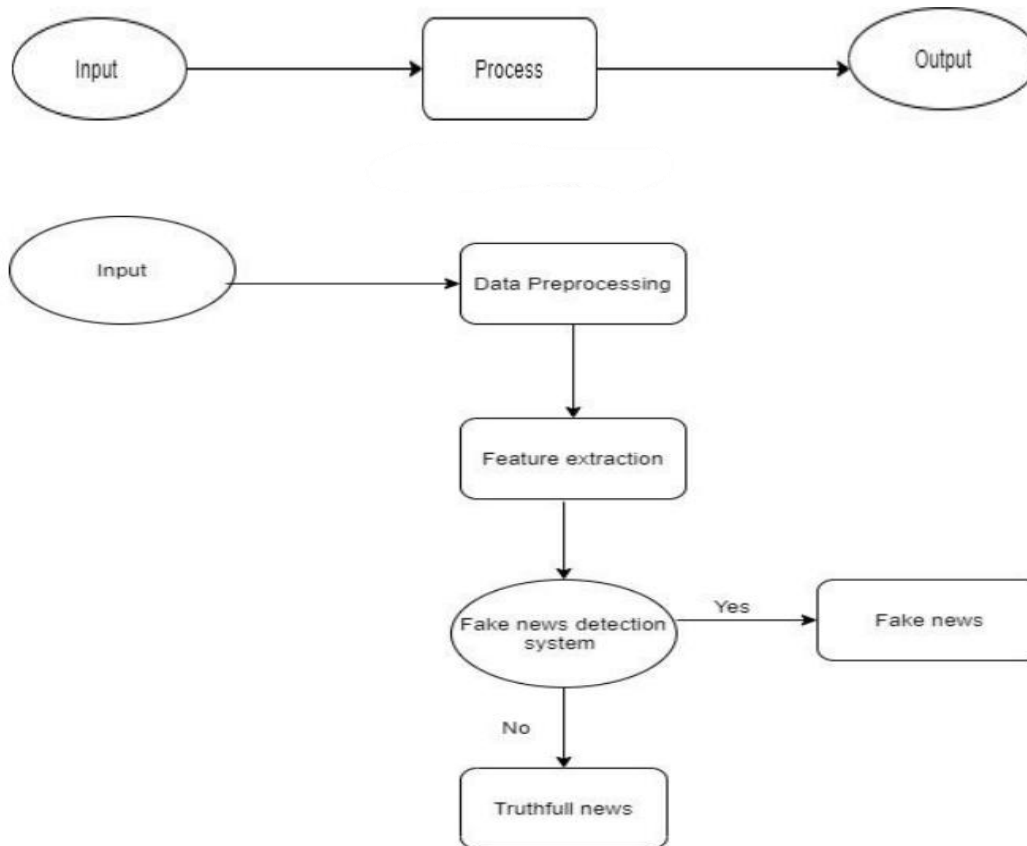 Input
Process
Output
Input
Data Preprocessing
Feature extraction
Fake news detection
system
Yes
Fake news
No
Truthfull news